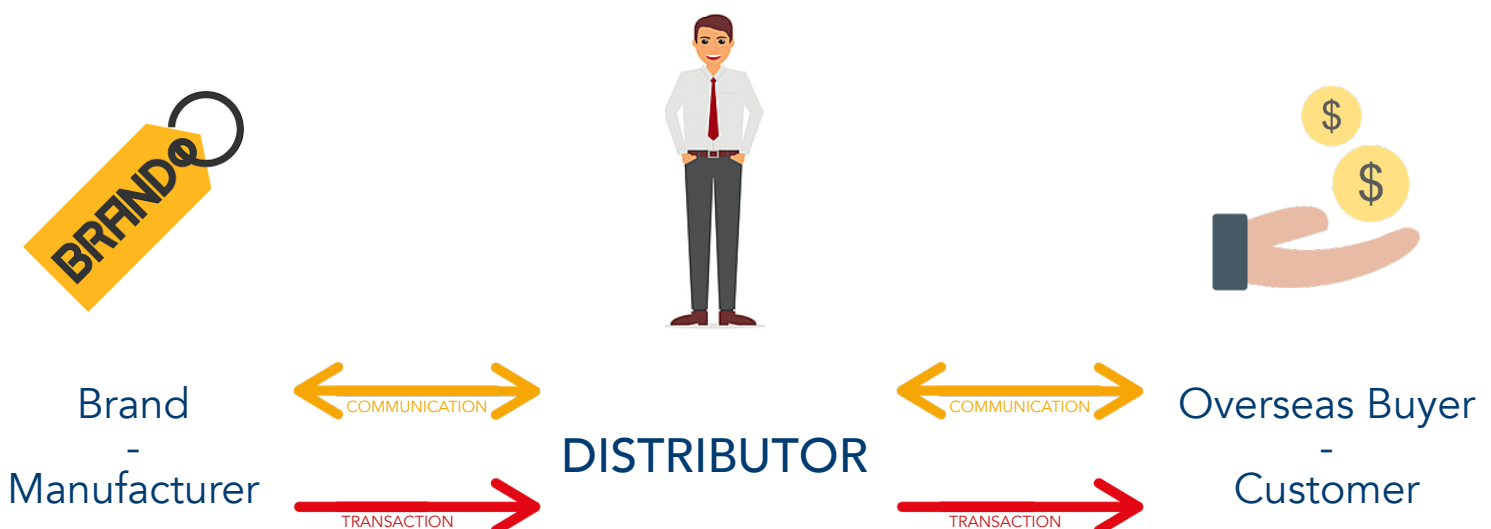 BRAND
$
$
Brand
-
Manufacturer
COMMUNICATION
TRANSACTION
DISTRIBUTOR
COMMUNICATION
TRANSACTION
Overseas Buyer
-
Customer